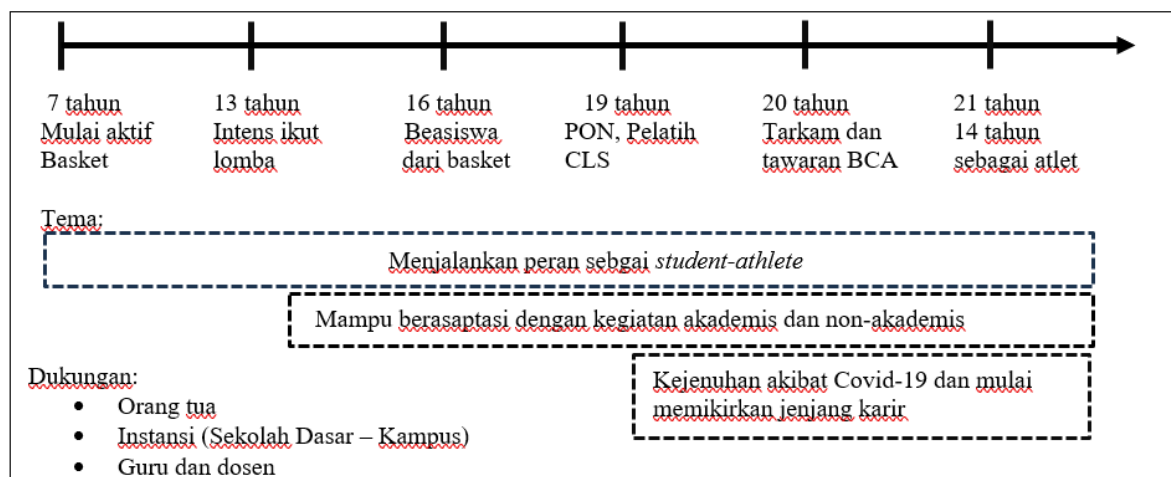 7 tahun
Mulai aktif
Basket
13 tahun
Intens ikut
lomba
16 tahun
Beasiswa
dari basket
19 tahun
PON, Pelatih
CLS
20 tahun
Tarkam dan
tawaran BCA
21 tahun
14 tahun
sebagai atlet
Tema:
Menjalankan peran sebgai student-athlete
Mampu berasaptasi dengan kegiatan akademis dan non-akademis
Kejenuhan akibat Covid-19 dan mulai
memikirkan jenjang karir
Dukungan:
• Orang tua
• Instansi (Sekolah Dasar – Kampus)
• Guru dan dosen